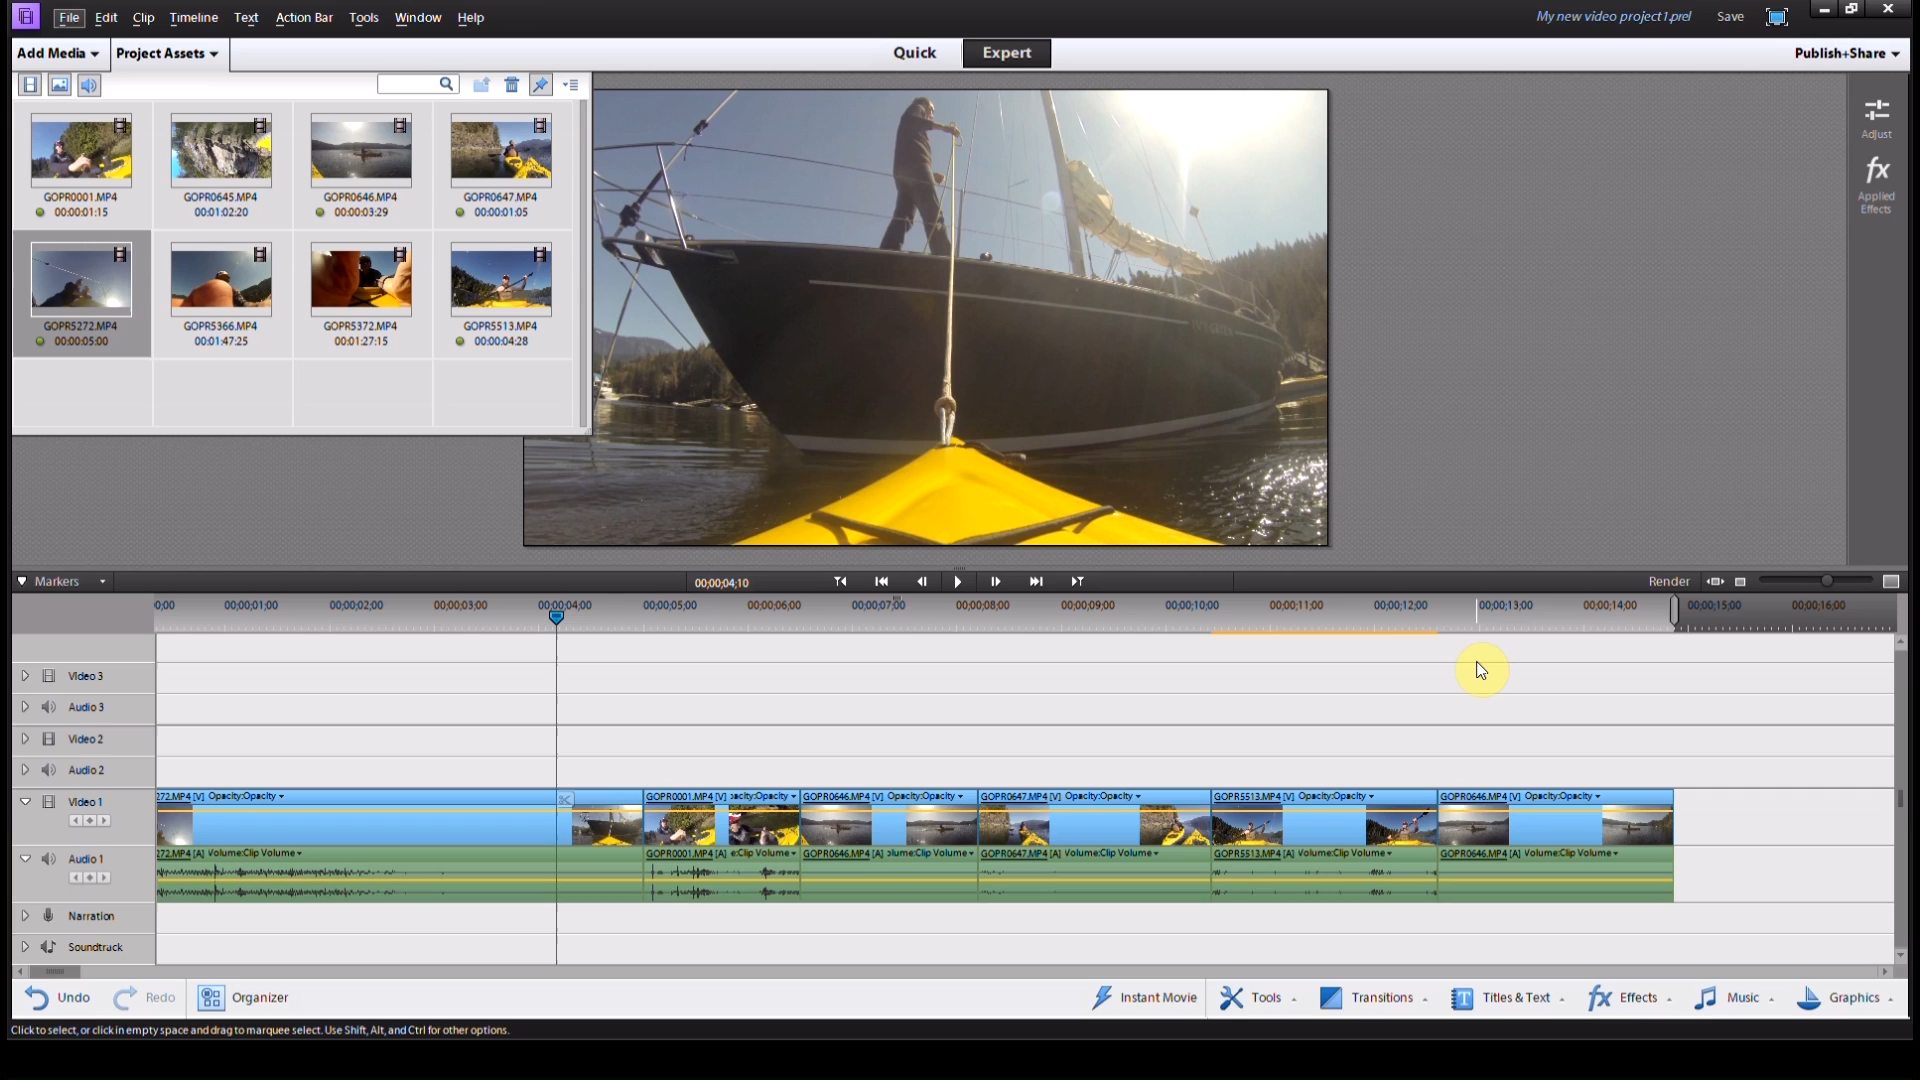 File Edit Clip Timeline Text Action Bar Tools Window Help
My new video project1.prel Save
Add Media Project Assets
Quick Expert
Publish+Share
GOPR0001.MP4 GOPR0645.MP4 GOPR0646.MP4 GOPR0647.MP4
00:00:01:15 00:01:02:20 00:00:03:29 00:00:01:05
GOPR5272.MP4 GOPR5366.MP4 GOPR5372.MP4 GOPR5513.MP4
00:00:05:00 00:01:47:25 00:01:27:15 00:00:04:28
Adjust
fx
Applied
Effects
Markers
00;00;04;10
Render
0;00 00;00;01;00 00;00;02;00 00;00;03;00 00;00;04;00 00;00;05;00 00;00;06;00 00;00;07;00 00;00;08;00 00;00;09;00 00;00;10;00 00;00;11;00 00;00;12;00 00;00;13;00 00;00;14;00 00;00;15;00 00;00;16;00
Video 3
Audio 3
Video 2
Audio 2
Video 1
272.MP4 [V] Opacity:Opacity GOPR0001.MP4 [V] :acity:Opacity GOPR0646.MP4 [V] Opacity:Opacity GOPR0647.MP4 [V] Opacity:Opacity GOPR5513.MP4 [V] Opacity:Opacity GOPR0646.MP4 [V] Opacity:Opacity
Audio 1
272.MP4 [A] Volume:Clip Volume GOPR0001.MP4 [A] e:Clip Volume GOPR0646.MP4 [A] olume:Clip Volume GOPR0647.MP4 [A] Volume:Clip Volume GOPR5513.MP4 [A] Volume:Clip Volume GOPR0646.MP4 [A] Volume:Clip Volume
Narration
Soundtrack
Undo Redo Organizer
Instant Movie Tools Transitions T Titles & Text fx Effects Music Graphics
Click to select, or click in empty space and drag to marquee select. Use Shift, Alt, and Ctrl for other options.